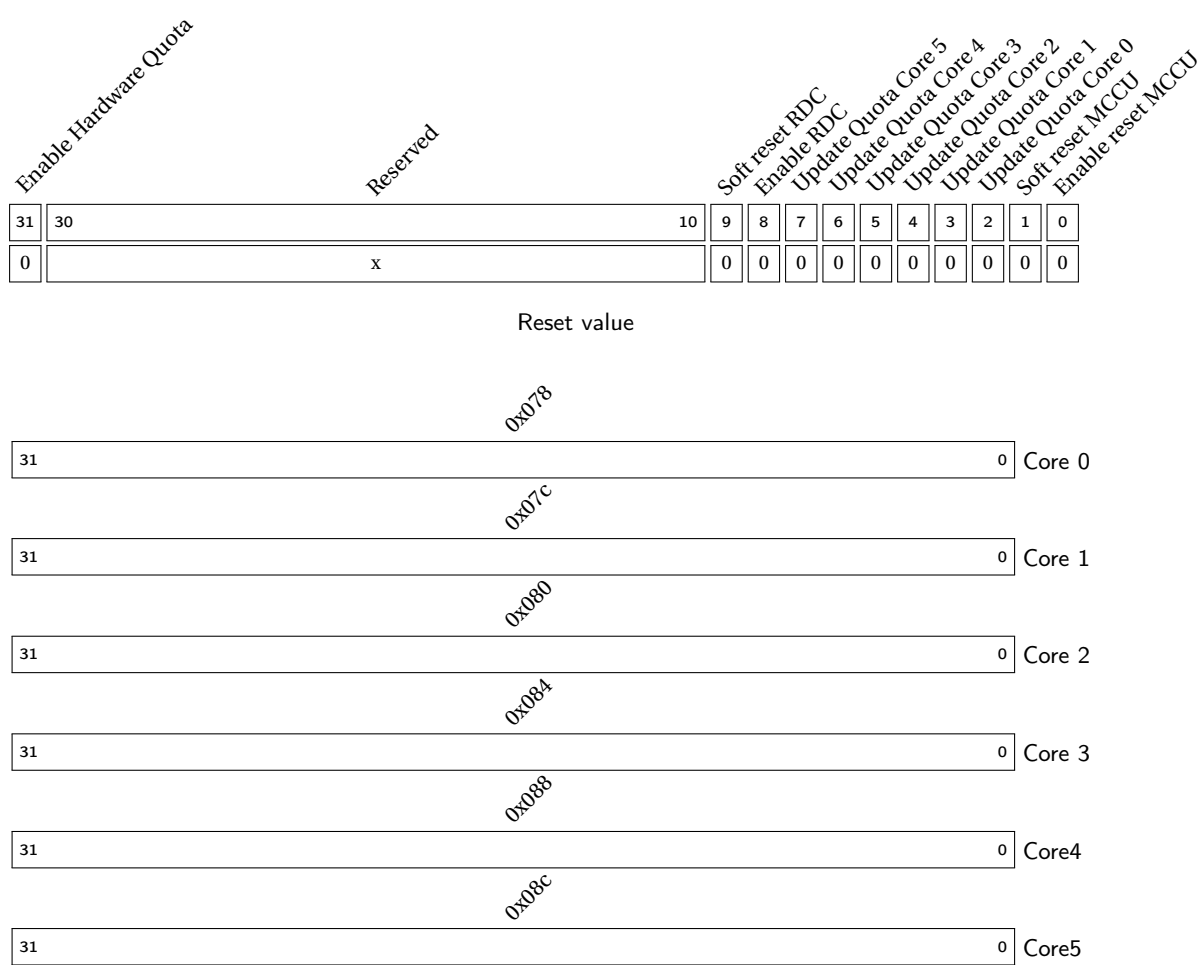 Enable Hardware Quota
Reserved
Soft reset RDC
Enable RDC
Update Quota Core 5
Update Quota Core 4
Update Quota Core 3
Update Quota Core 2
Update Quota Core 1
Update Quota Core 0
Soft reset MCCU
Enable reset MCCU
31 30 10 9 8 7 6 5 4 3 2 1 0
0 x 0 0 0 0 0 0 0 0 0 0
Reset value
0x078
31 0 Core 0
0x07c
31 0 Core 1
0x080
31 0 Core 2
0x084
31 0 Core 3
0x088
31 0 Core4
0x08c
31 0 Core5